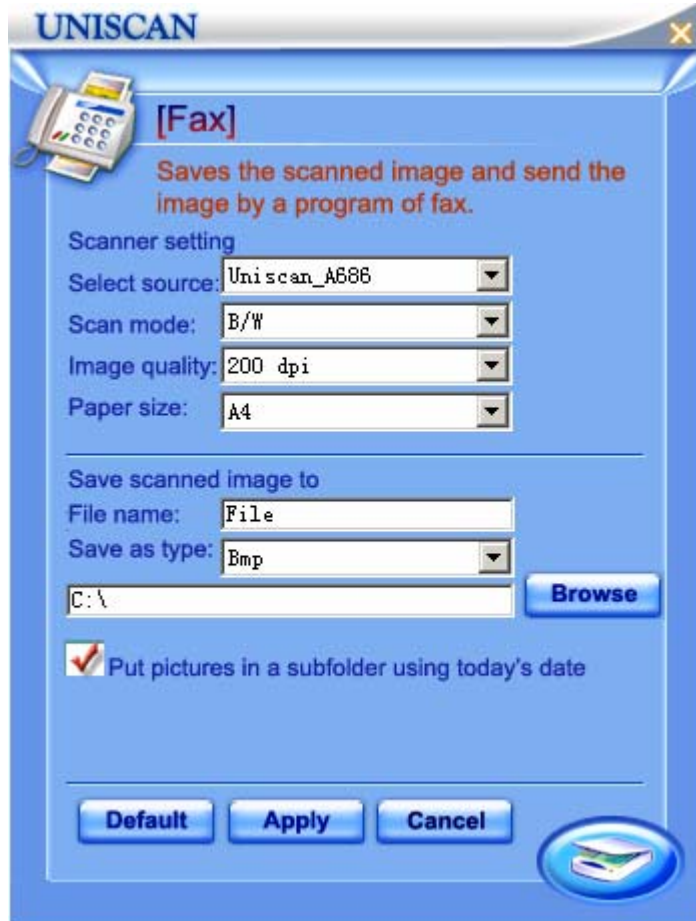 UNISCAN
[Fax]
Saves the scanned image and send the
image by a program of fax.
Scanner setting
Select source: Uniscan_A686
Scan mode: B/W
Image quality: 200 dpi
Paper size: A4
Save scanned image to
File name: File
Save as type: Bmp
C:\ Browse
Put pictures in a subfolder using today's date
Default Apply Cancel